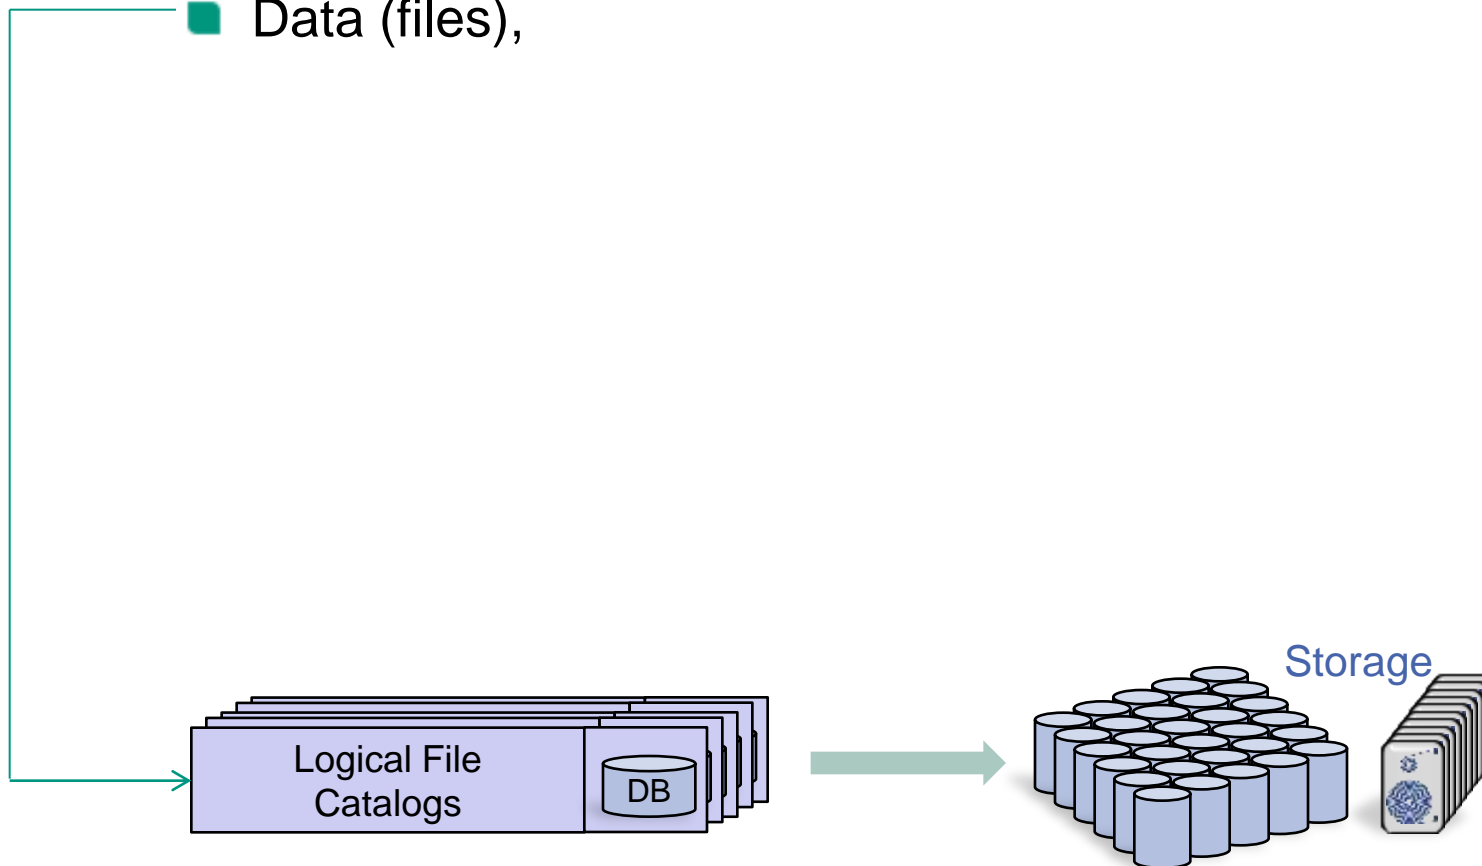 Data (files),
Storage
Logical File
Catalogs
DB